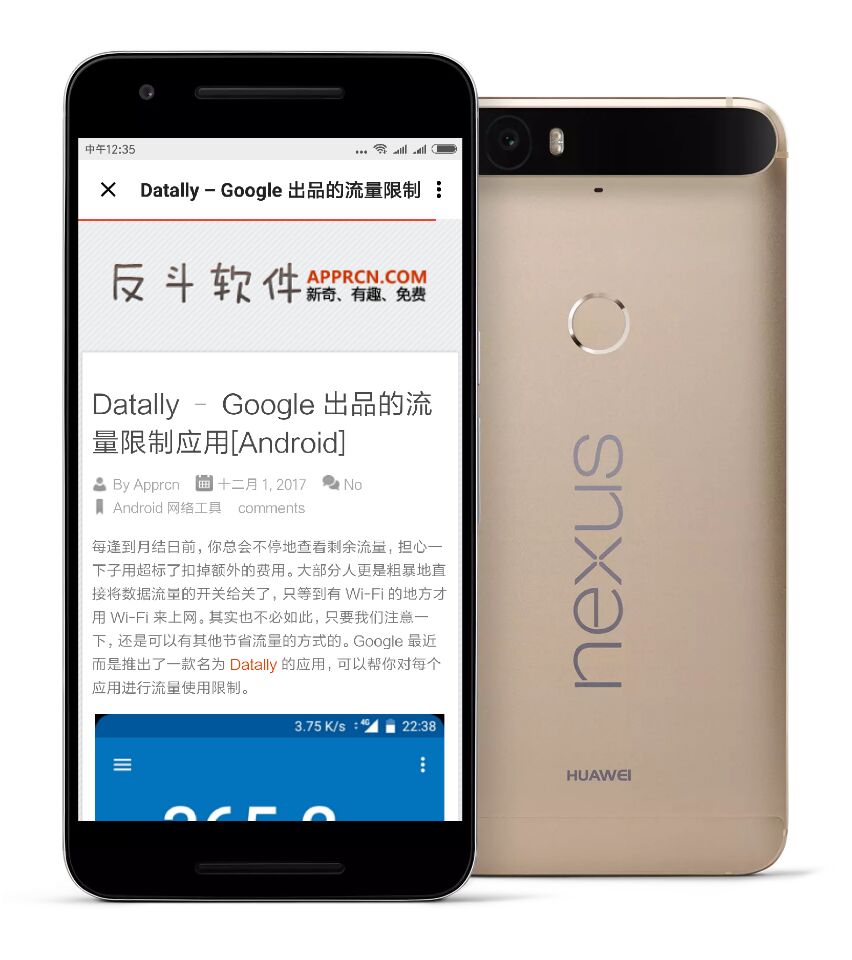 中午12:35
Datally – Google 出品的流量限制
反斗软件 APPRCN.COM
新奇、有趣、免费
Datally – Google 出品的流
量限制应用[Android]
By Apprcn 十二月 1, 2017 No
Android 网络工具 comments
每逢到月结日前，你总会不停地查看剩余流量，担心一
下子用超标了扣掉额外的费用。大部分人更是粗暴地直
接将数据流量的开关给关了，只等到有 Wi-Fi 的地方才
用 Wi-Fi 来上网。其实也不必如此，只要我们注意一
下，还是可以有其他节省流量的方式的。Google 最近
而是推出了一款名为 Datally 的应用，可以帮你对每个
应用进行流量使用限制。
3.75 K/s 4G 22:38
nexus
HUAWEI